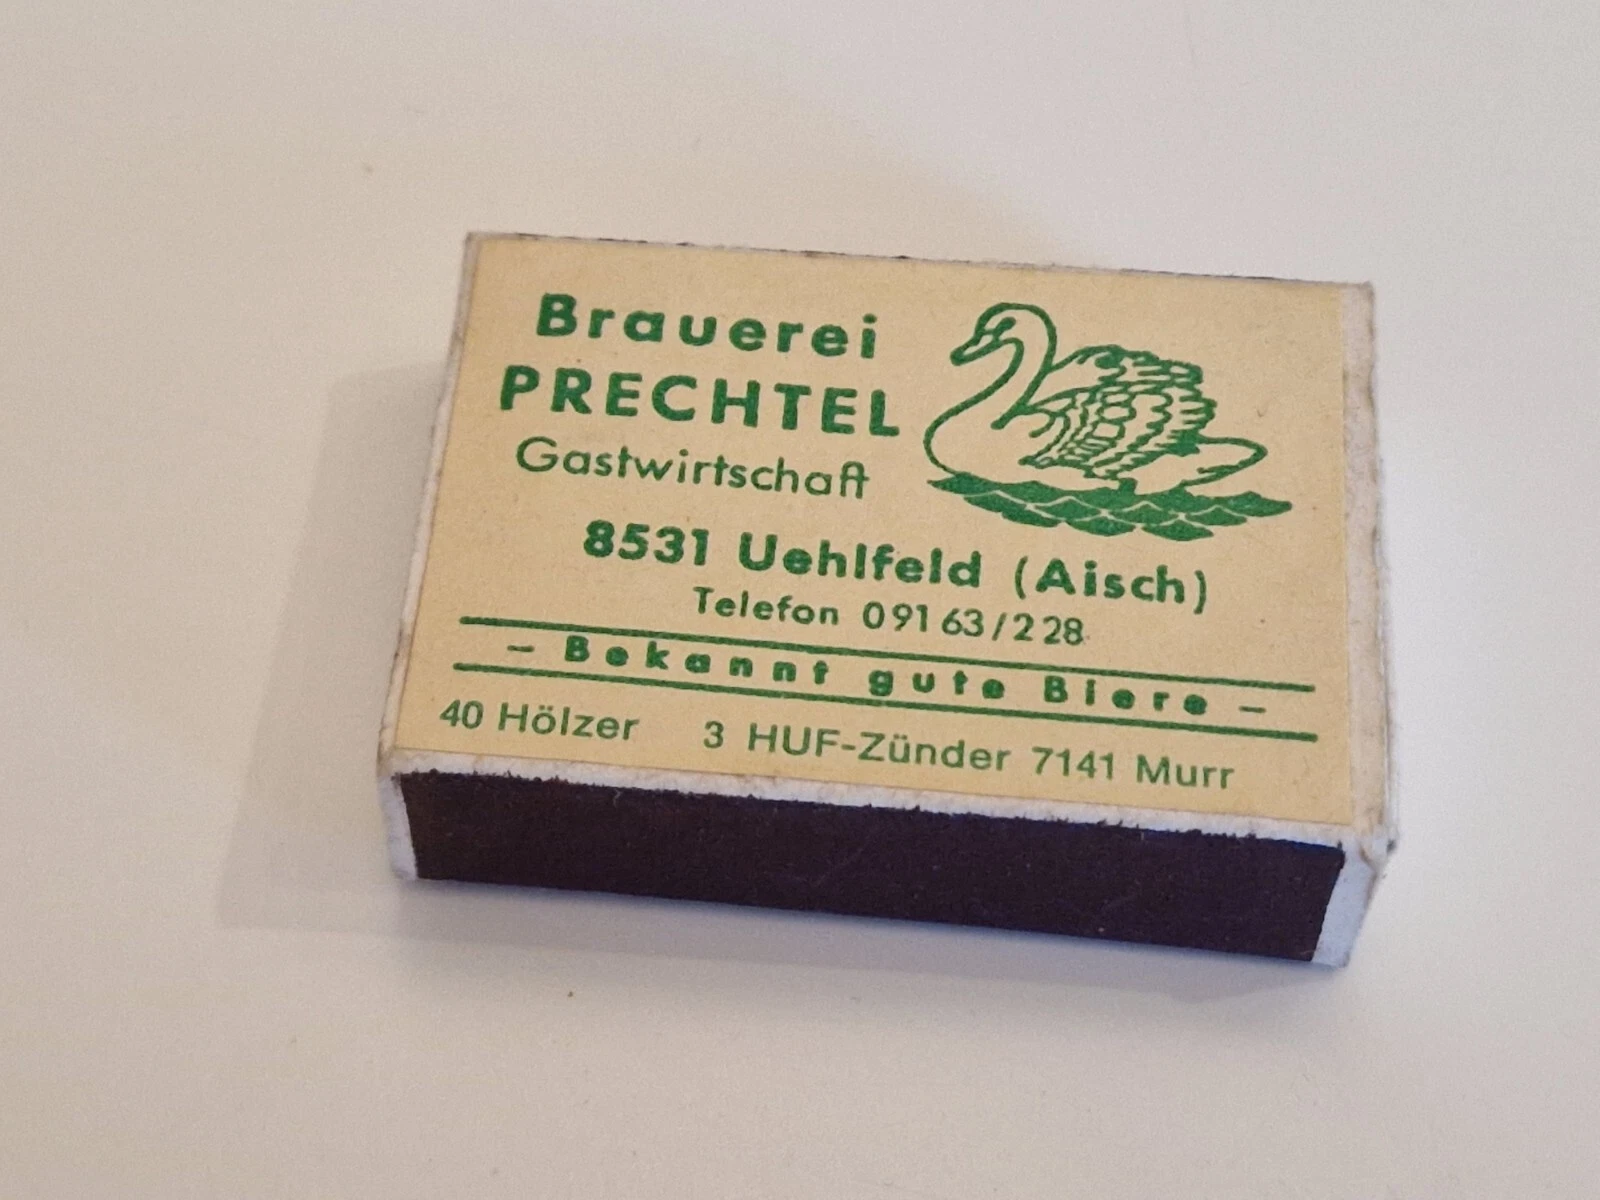 Brauerei
PRECHTEL
Gastwirtschaft
8531 Uehlfeld (Aisch)
Telefon 09163/228
- Bekannt gute Biere -
40 Hölzer 3 HUF-Zünder 7141 Murr